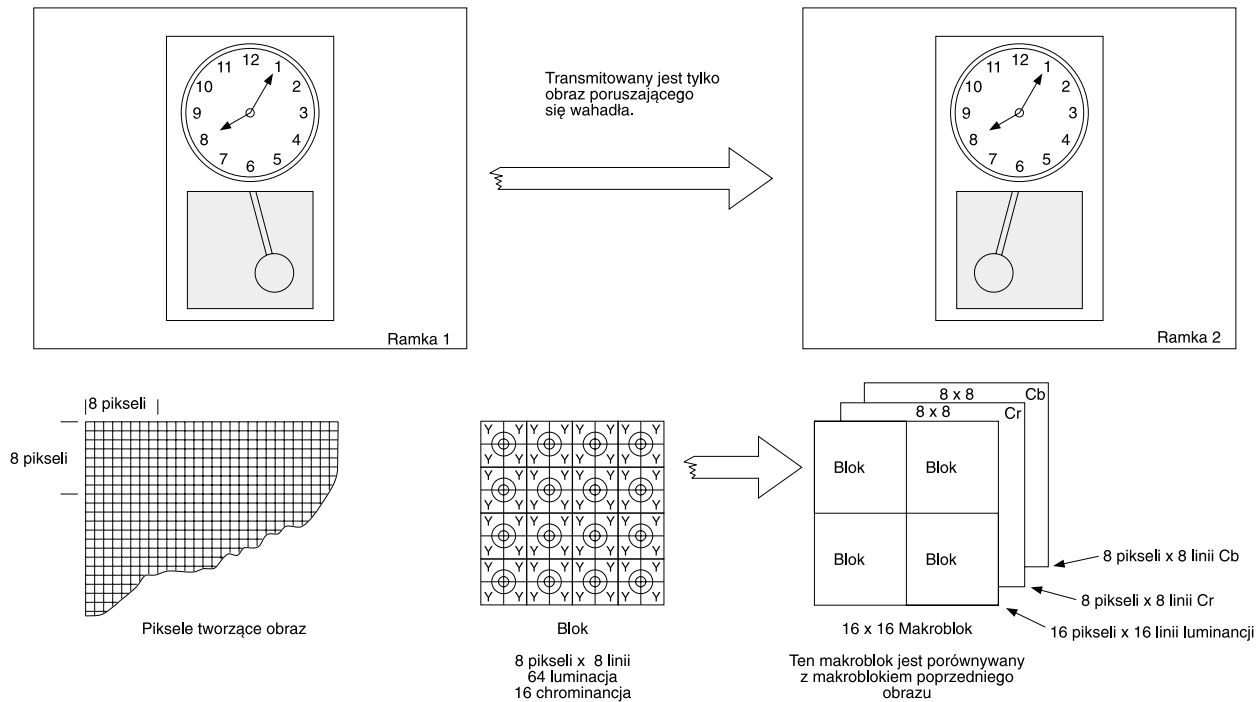 12
11
1
10
2
9
3
8
4
7
5
6
Ramka 1
Transmitowany jest tylko
obraz poruszającego
się wahadła.
12
11
1
10
2
9
3
8
4
7
5
6
Ramka 2
8 pikseli
8 pikseli
Piksele tworzące obraz
Y Y Y Y Y Y Y Y
Y Y Y Y Y Y Y Y
Y Y Y Y Y Y Y Y
Y Y Y Y Y Y Y Y
Y Y Y Y Y Y Y Y
Y Y Y Y Y Y Y Y
Y Y Y Y Y Y Y Y
Y Y Y Y Y Y Y Y
Blok
8 pikseli x 8 linii
64 luminacja
16 chrominancja
8 x 8 Cb
8 x 8 Cr
Blok Blok
Blok Blok
8 pikseli x 8 linii Cb
8 pikseli x 8 linii Cr
16 pikseli x 16 linii luminancji
16 x 16 Makroblok
Ten makroblok jest porównywany
z makroblokiem poprzedniego
obrazu